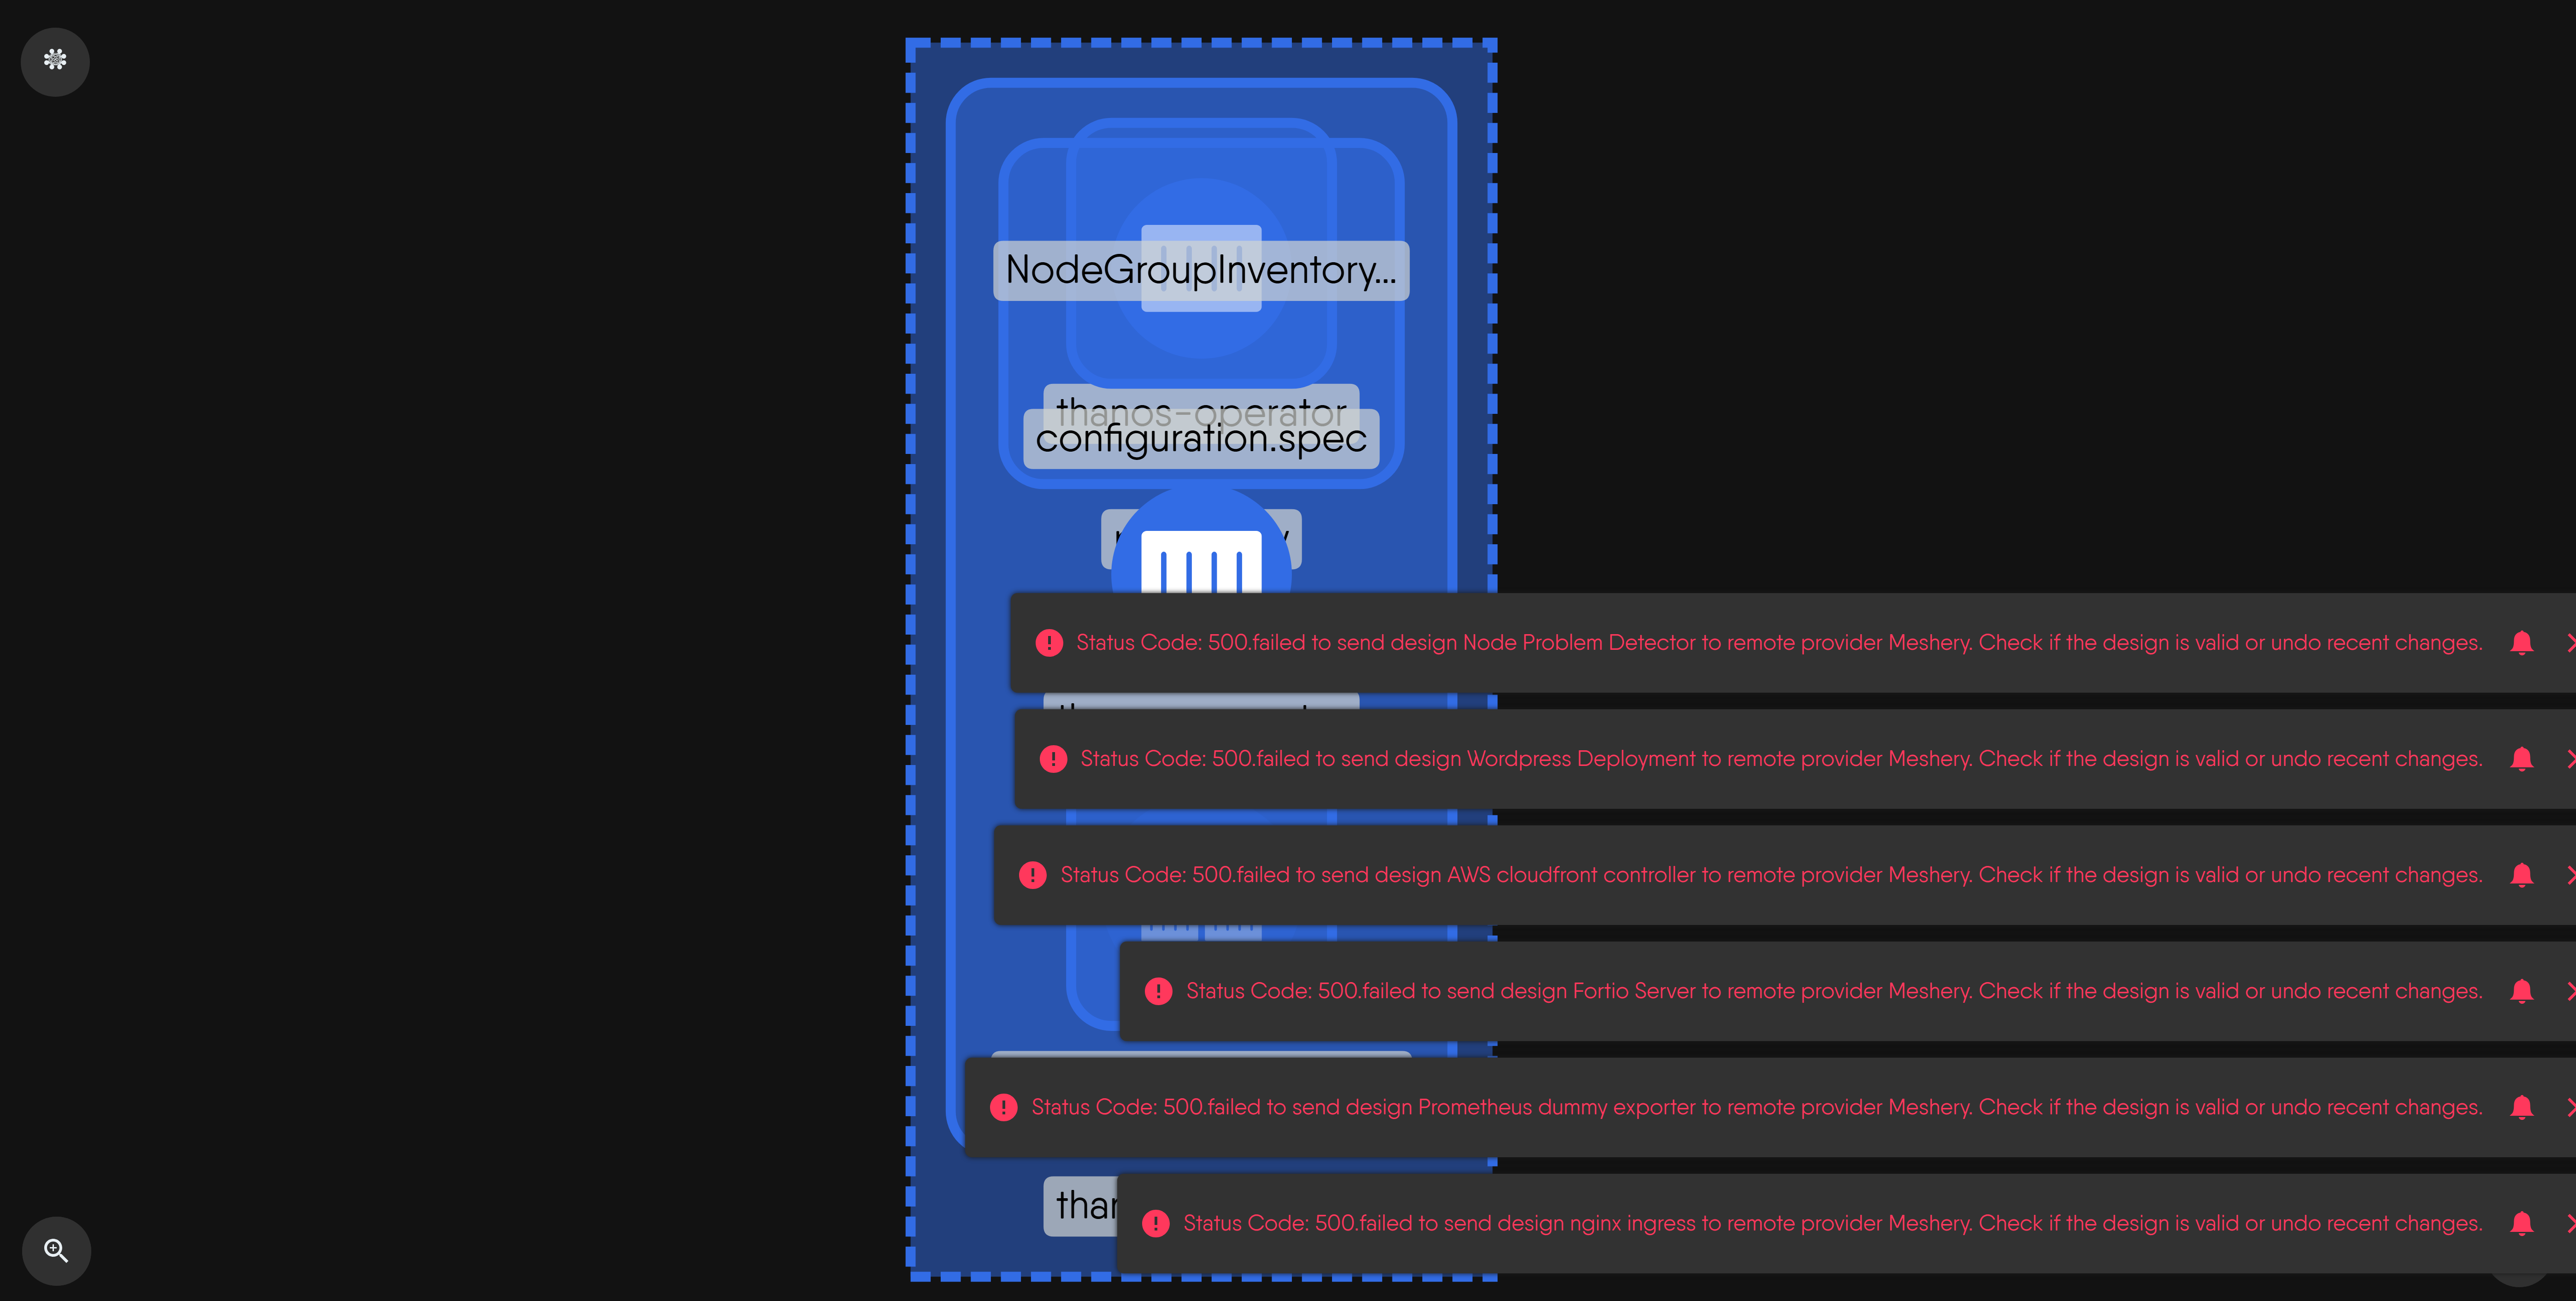 NodeGroupInventory...
thanos-operator
configuration.spec
Status Code: 500.failed to send design Node Problem Detector to remote provider Meshery. Check if the design is valid or undo recent changes.
Status Code: 500.failed to send design Wordpress Deployment to remote provider Meshery. Check if the design is valid or undo recent changes.
Status Code: 500.failed to send design AWS cloudfront controller to remote provider Meshery. Check if the design is valid or undo recent changes.
Status Code: 500.failed to send design Fortio Server to remote provider Meshery. Check if the design is valid or undo recent changes.
Status Code: 500.failed to send design Prometheus dummy exporter to remote provider Meshery. Check if the design is valid or undo recent changes.
Status Code: 500.failed to send design nginx ingress to remote provider Meshery. Check if the design is valid or undo recent changes.